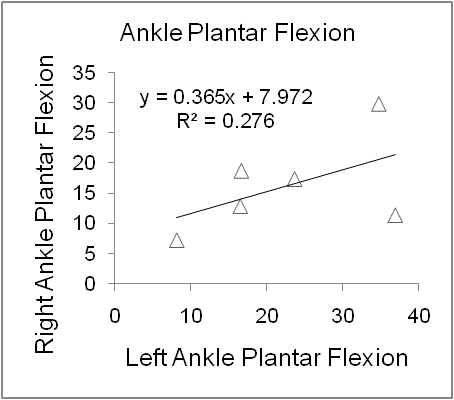 Ankle Plantar Flexion
Right Ankle Plantar Flexion
35
30
25
20
15
10
5
0
y = 0.365x + 7.972
R² = 0.276
0 10 20 30 40
Left Ankle Plantar Flexion